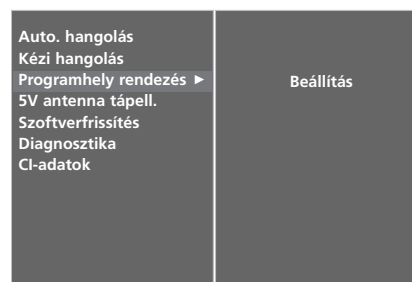 Auto. hangolás
Kézi hangolás
Programhely rendezés ►
Beállítás
5V antenna tápell.
Szoftverfrissítés
Diagnosztika
CI-adatok